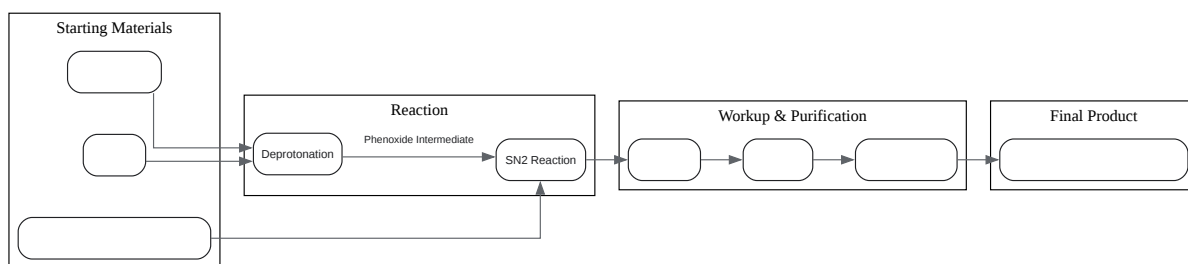 Starting Materials
Reaction
Deprotonation
Phenoxide Intermediate
SN2 Reaction
Workup & Purification
Final Product